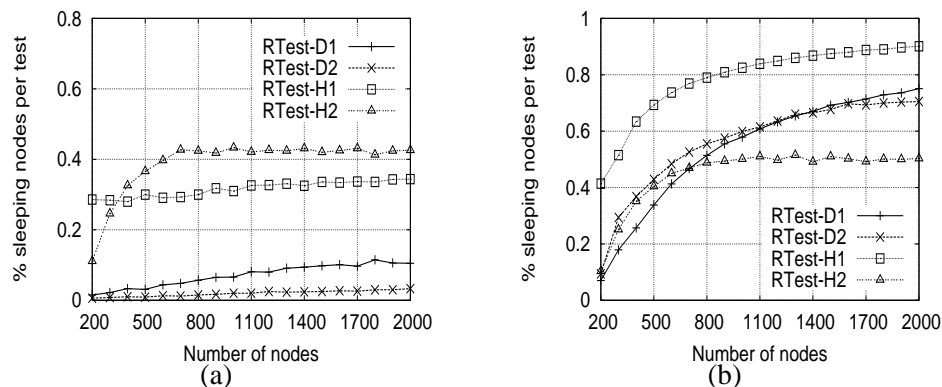 0.8
0.6
0.4
0.2
0
% sleeping nodes per test
RTest-D1
RTest-D2
RTest-H1
RTest-H2
200 500 800 1100 1400 1700 2000
Number of nodes
(a)
1
0.8
0.6
0.4
0.2
0
% sleeping nodes per test
RTest-D1
RTest-D2
RTest-H1
RTest-H2
200 500 800 1100 1400 1700 2000
Number of nodes
(b)